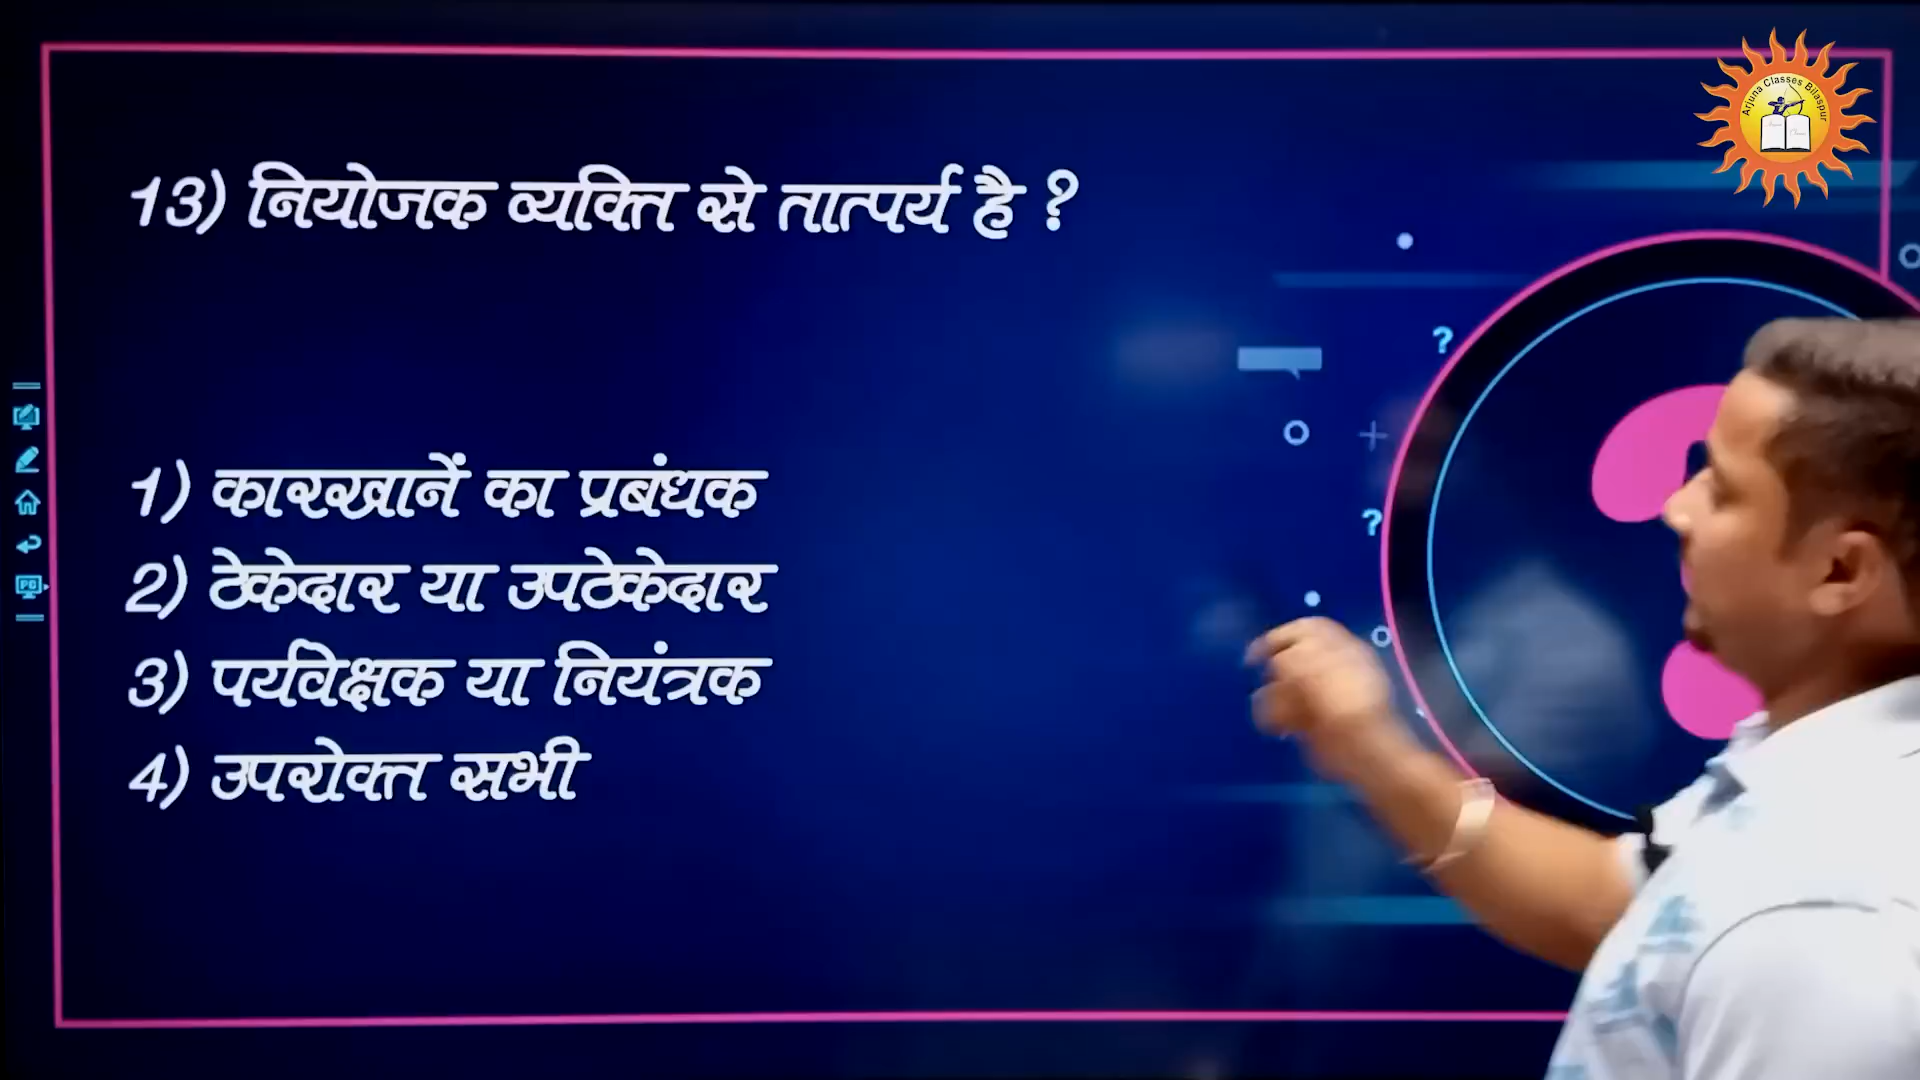 Arjuna Classes Bilaspur
13) नियोजक व्यक्ति से तात्पर्य है ?
1) कारखानें का प्रबंधक
2) ठेकेदार या उपठेकेदार
3) पर्यवेक्षक या नियंत्रक
4) उपरोक्त सभी
PG